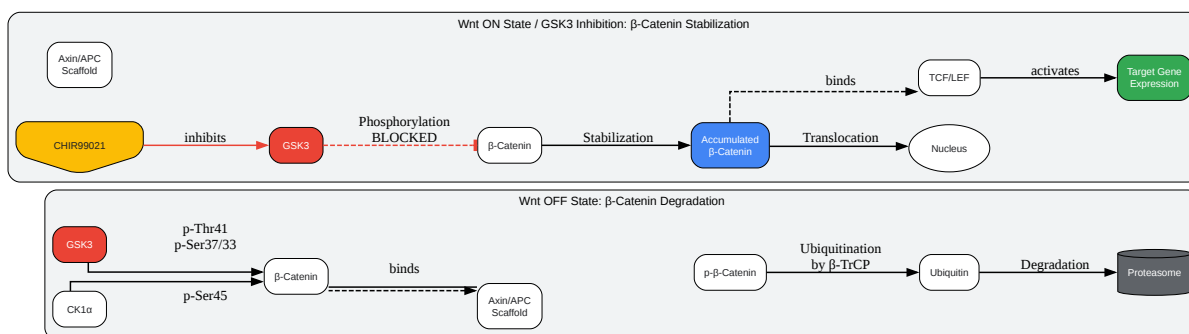 Wnt ON State / GSK3 Inhibition: β-Catenin Stabilization
Axin/APC
Scaffold
binds
TCF/LEF
activates
Target Gene
Expression
CHIR99021
inhibits
GSK3
Phosphorylation
BLOCKED
β-Catenin
Stabilization
Accumulated
β-Catenin
Translocation
Nucleus
Wnt OFF State: β-Catenin Degradation
GSK3
p-Thr41
p-Ser37/33
CK1α
p-Ser45
β-Catenin
binds
Axin/APC
Scaffold
p-β-Catenin
Ubiquitination
by β-TrCP
Ubiquitin
Degradation
Proteasome